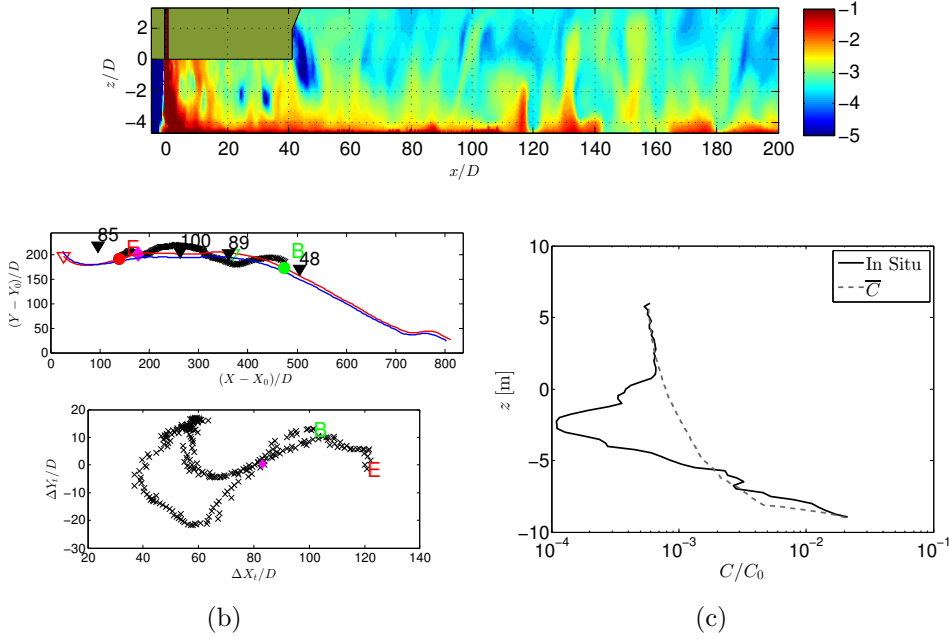 2
0
−2
−4
z/D
0 20 40 60 80 100 120 140 160 180 200
x/D
−1
−2
−3
−4
−5
200
150
100
50
0
(Y − Y₀)/D
85
E
100
89
B
48
0 100 200 300 400 500 600 700 800
(X − X₀)/D
20
10
0
−10
−20
−30
ΔYₜ/D
B
E
20 40 60 80 100 120 140
ΔXₜ/D
(b)
10
5
0
−5
−10
z [m]
In Situ
C̅
10⁻⁴ 10⁻³ 10⁻² 10⁻¹
C/C₀
(c)